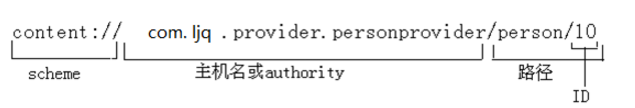 content:// com.ljq .provider.personprovider/person/10
scheme 主机名或authority 路径
ID